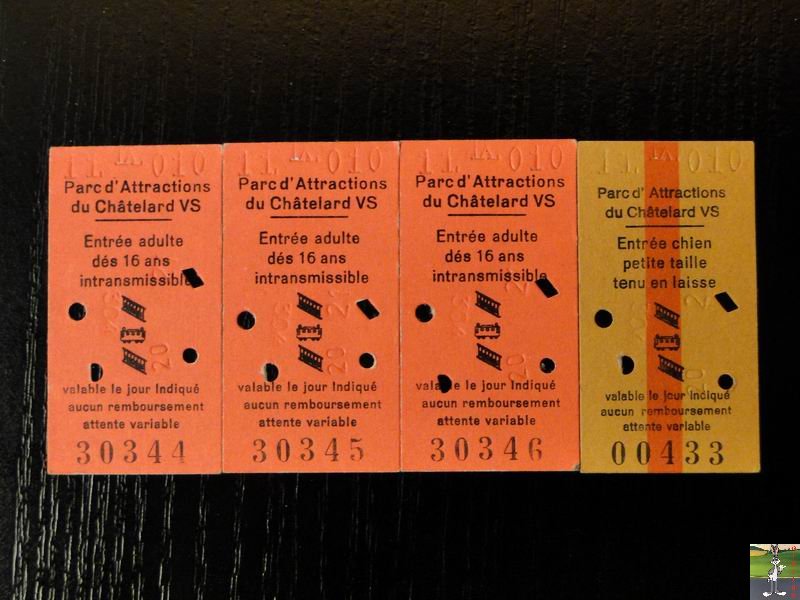 Parc d'Attractions
du Châtelard VS
Entrée adulte
dés 16 ans
intransmissible
valable le jour Indiqué
aucun remboursement
attente variable
30344
Parc d'Attractions
du Châtelard VS
Entrée adulte
dés 16 ans
intransmissible
valable le jour Indiqué
aucun remboursement
attente variable
30345
Parc d'Attractions
du Châtelard VS
Entrée adulte
dés 16 ans
intransmissible
valable le jour Indiqué
aucun remboursement
attente variable
30346
Parc d'Attractions
du Châtelard VS
Entrée chien
petite taille
tenu en laisse
valable le jour Indiqué
aucun remboursement
attente variable
00433